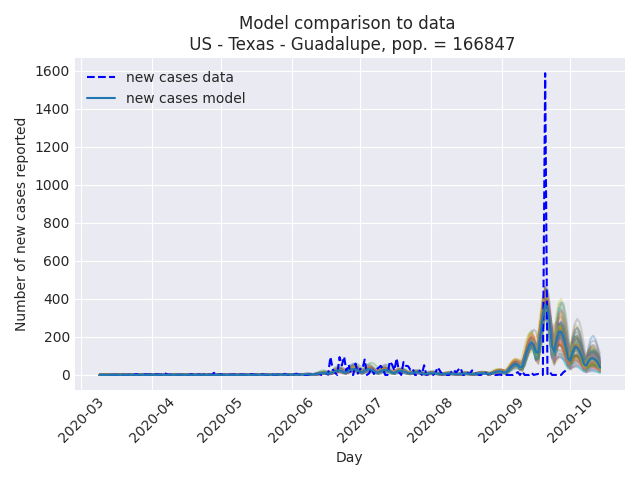 Model comparison to data
US - Texas - Guadalupe, pop. = 166847
new cases data
new cases model
Number of new cases reported
1600
1400
1200
1000
800
600
400
200
0
2020-03
2020-04
2020-05
2020-06
2020-07
2020-08
2020-09
2020-10
Day